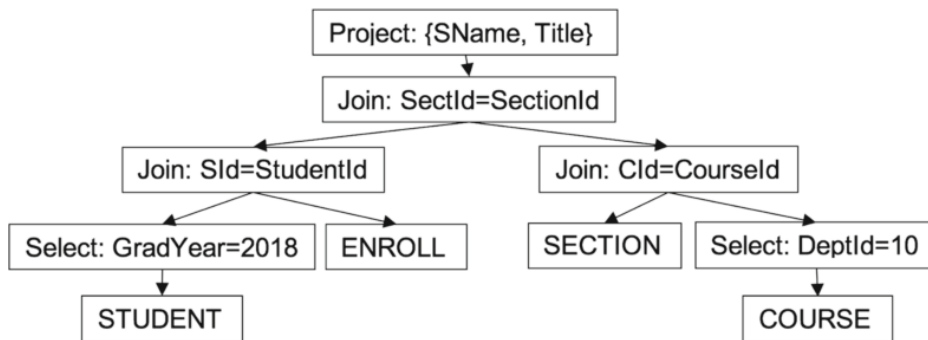 Project: {SName, Title}
Join: SectId=SectionId
Join: SId=StudentId
Join: CId=CourseId
Select: GradYear=2018
ENROLL
SECTION
Select: DeptId=10
STUDENT
COURSE